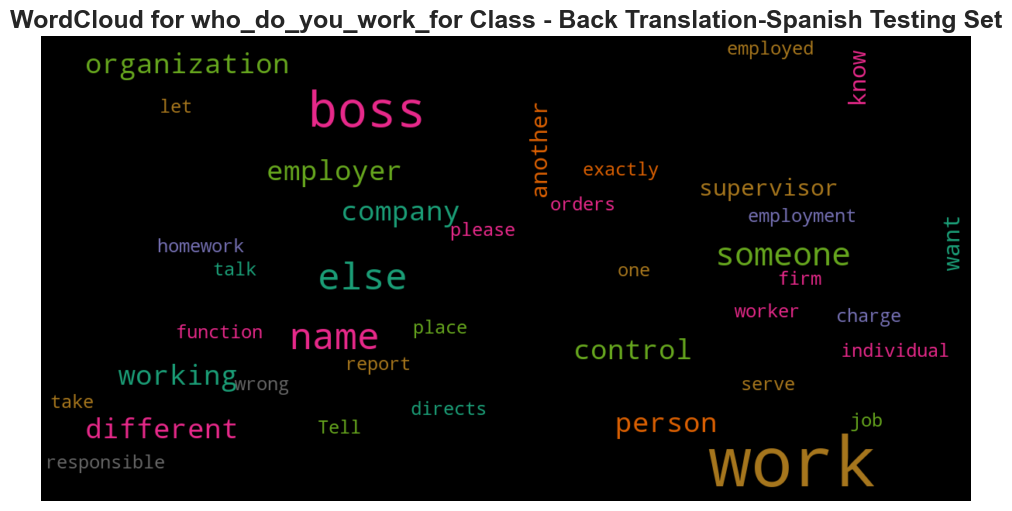 WordCloud for who_do_you_work_for Class - Back Translation-Spanish Testing Set
employed
organization
know
let
boss
another
employer
exactly
supervisor
company
orders
employment
please
want
homework
someone
talk
else
one
firm
worker
charge
function
name
place
control
individual
report
working
wrong
serve
take
directs
different
Tell
person
job
responsible
work